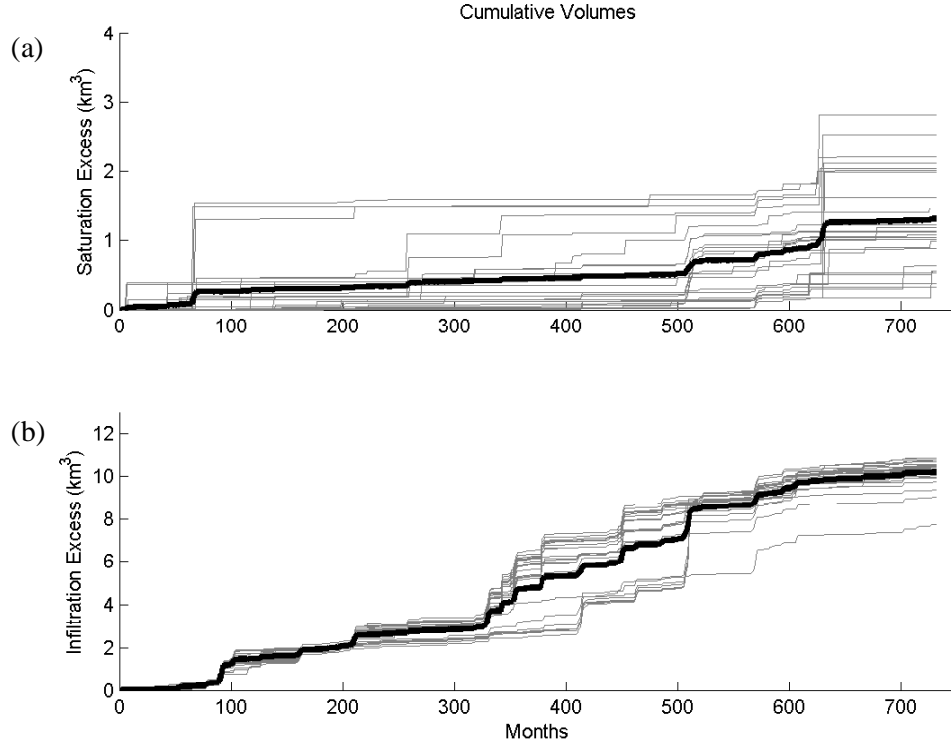 Cumulative Volumes
(a)
Saturation Excess (km³)
4
3
2
1
0
0 100 200 300 400 500 600 700
(b)
Infiltration Excess (km³)
12
10
8
6
4
2
0
0 100 200 300 400 500 600 700
Months